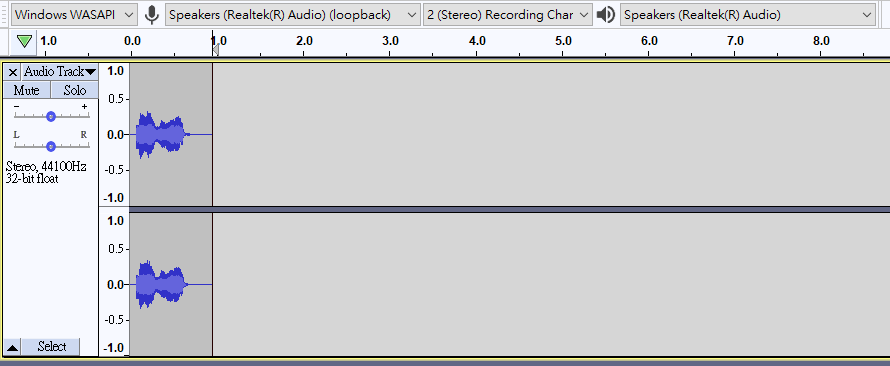 Windows WASAPI Speakers (Realtek(R) Audio) (loopback) 2 (Stereo) Recording Char Speakers (Realtek(R) Audio)
1.0 0.0 1.0 2.0 3.0 4.0 5.0 6.0 7.0 8.0
× Audio Track 1.0
Mute Solo
- + 0.5
L R 0.0
Stereo, 44100Hz -0.5
32-bit float
-1.0
1.0
0.5
0.0
-0.5
Select -1.0